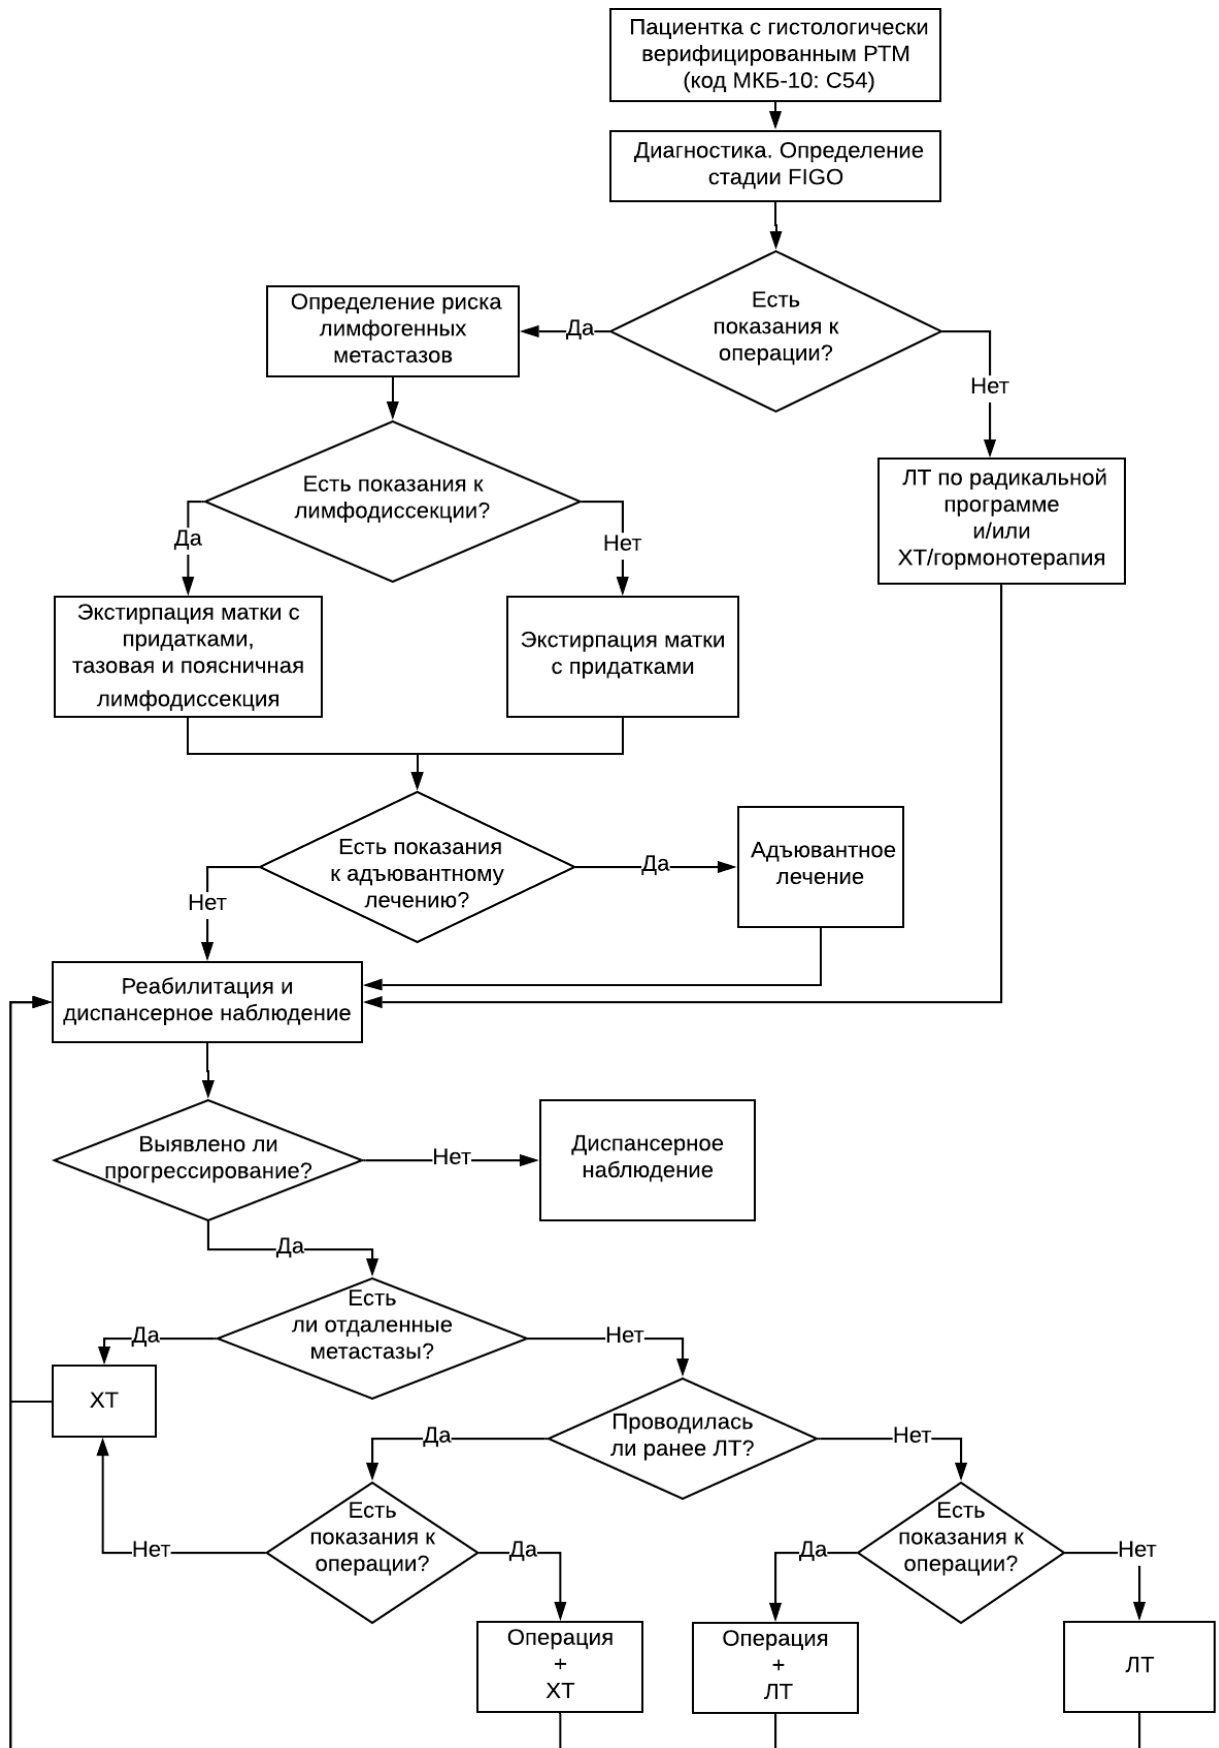 Пациентка с гистологически
верифицированным РТМ
(код МКБ-10: С54)
Диагностика. Определение
стадии FIGO
Есть
показания к
операции?
Да
Нет
Определение риска
лимфогенных
метастазов
Есть показания к
лимфодиссекции?
Да
Нет
ЛТ по радикальной
программе
и/или
ХТ/гормонотерапия
Экстирпация матки с
придатками,
тазовая и поясничная
лимфодиссекция
Экстирпация матки
с придатками
Есть показания
к адъювантному
лечению?
Да
Нет
Адъювантное
лечение
Реабилитация и
диспансерное наблюдение
Выявлено ли
прогрессирование?
Нет
Диспансерное
наблюдение
Да
Есть
ли отдаленные
метастазы?
Да
Нет
ХТ
Проводилась
ли ранее ЛТ?
Да
Нет
Есть
показания к
операции?
Нет
Да
Есть
показания к
операции?
Да
Нет
Операция
+
ХТ
Операция
+
ЛТ
ЛТ